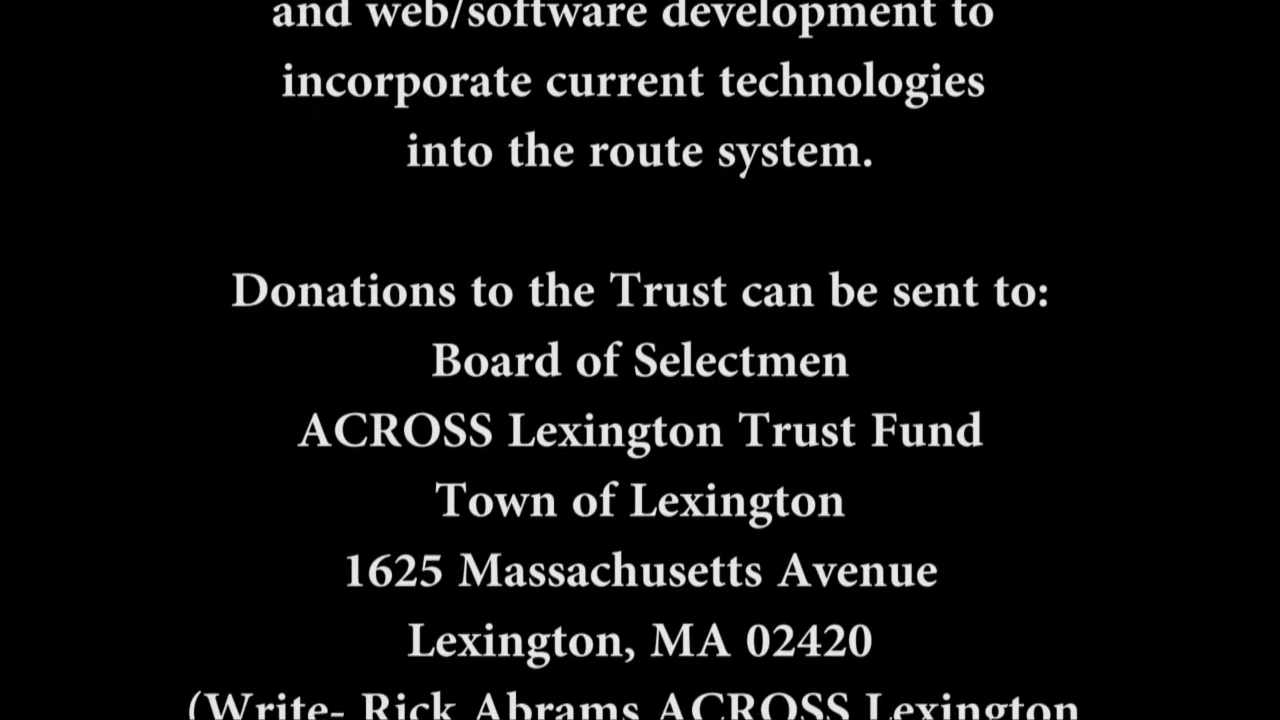 and web/software development to
incorporate current technologies
into the route system.
Donations to the Trust can be sent to:
Board of Selectmen
ACROSS Lexington Trust Fund
Town of Lexington
1625 Massachusetts Avenue
Lexington, MA 02420
(Write- Rick Abrams ACROSS Lexington